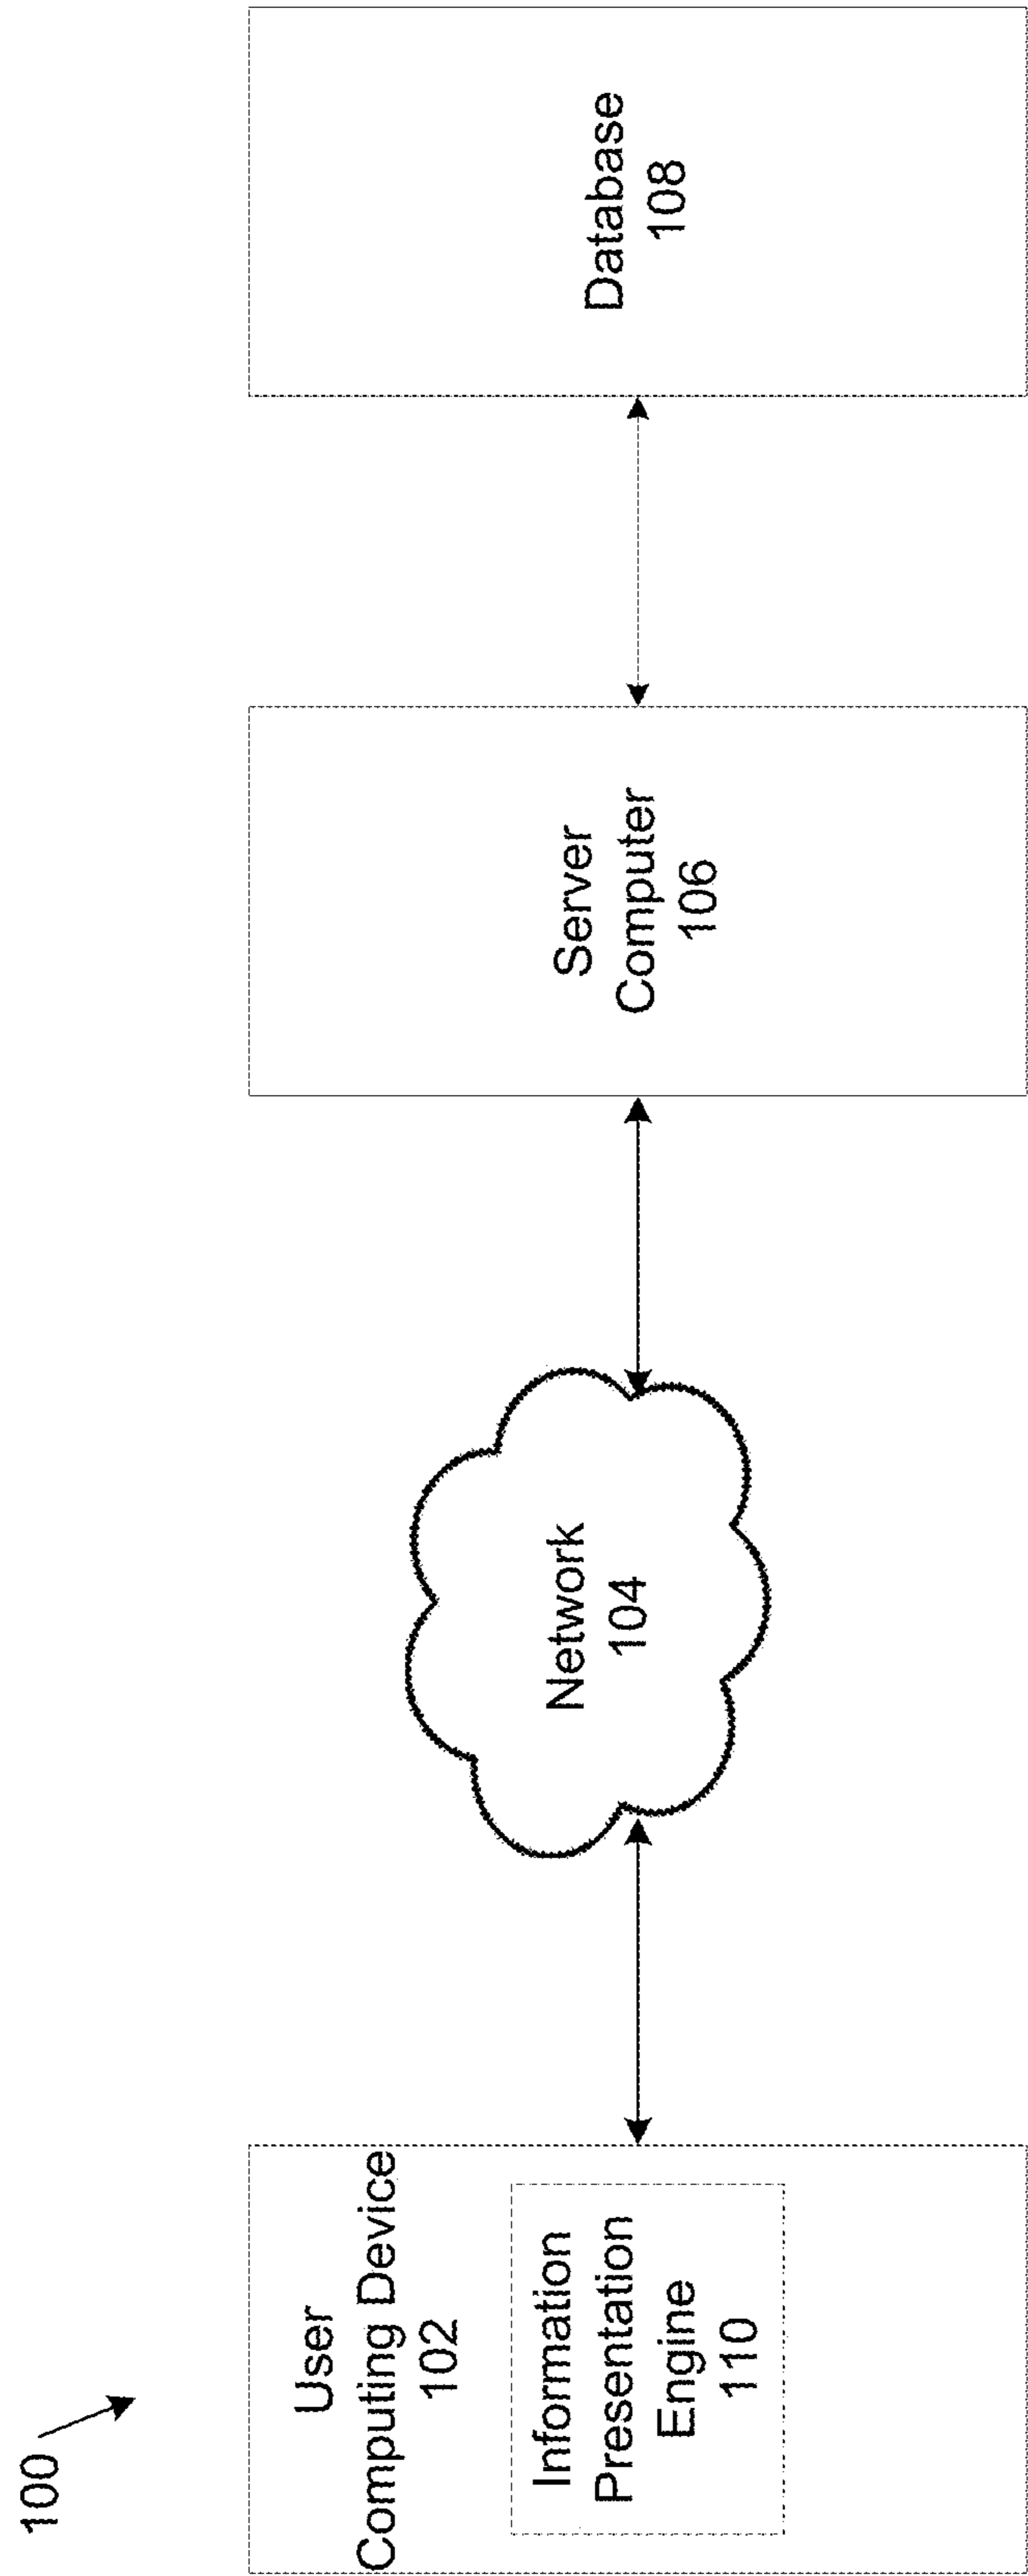 100
User
Computing Device
102
Information
Presentation
Engine
110
Network
104
Server
Computer
106
Database
108